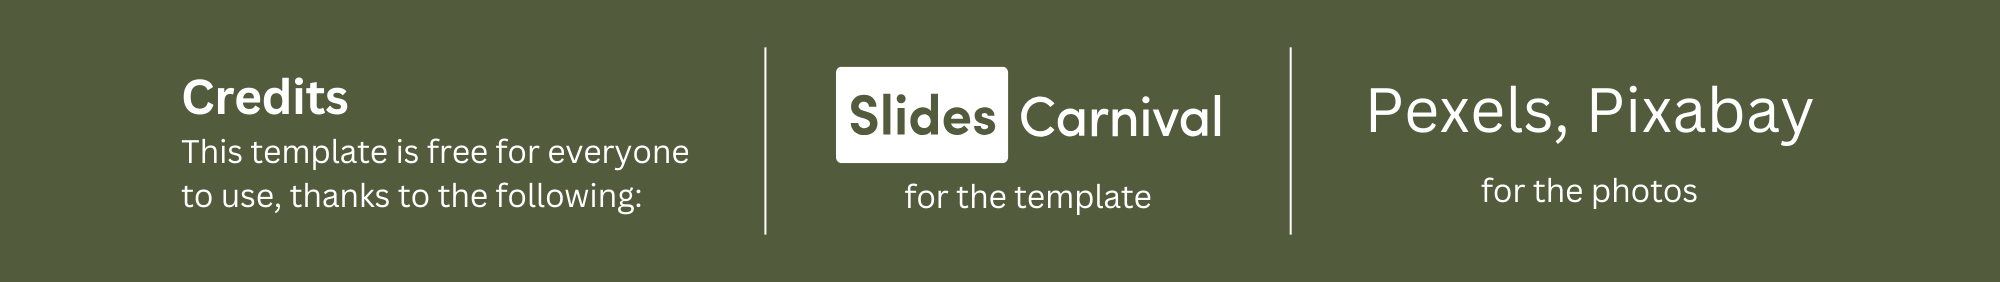 Credits
This template is free for everyone
to use, thanks to the following:
Slides Carnival
for the template
Pexels, Pixabay
for the photos